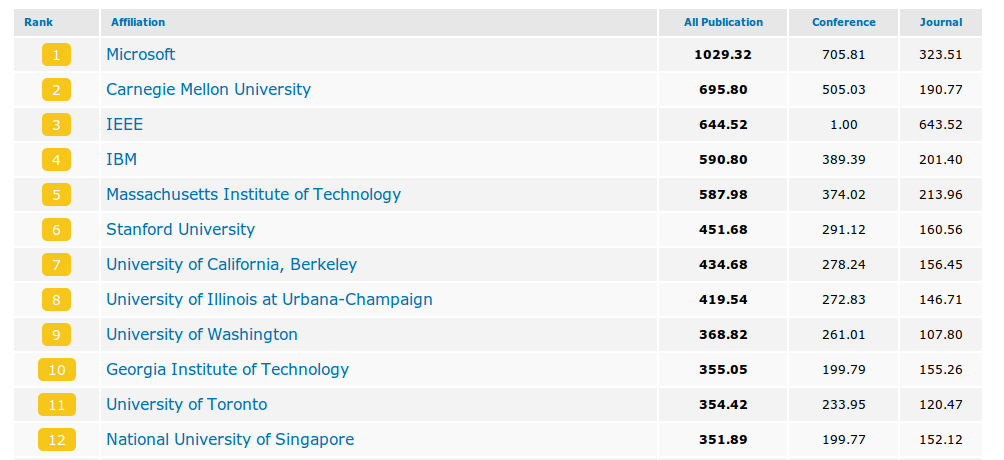 Rank Affiliation All Publication Conference Journal
1 Microsoft 1029.32 705.81 323.51
2 Carnegie Mellon University 695.80 505.03 190.77
3 IEEE 644.52 1.00 643.52
4 IBM 590.80 389.39 201.40
5 Massachusetts Institute of Technology 587.98 374.02 213.96
6 Stanford University 451.68 291.12 160.56
7 University of California, Berkeley 434.68 278.24 156.45
8 University of Illinois at Urbana-Champaign 419.54 272.83 146.71
9 University of Washington 368.82 261.01 107.80
10 Georgia Institute of Technology 355.05 199.79 155.26
11 University of Toronto 354.42 233.95 120.47
12 National University of Singapore 351.89 199.77 152.12